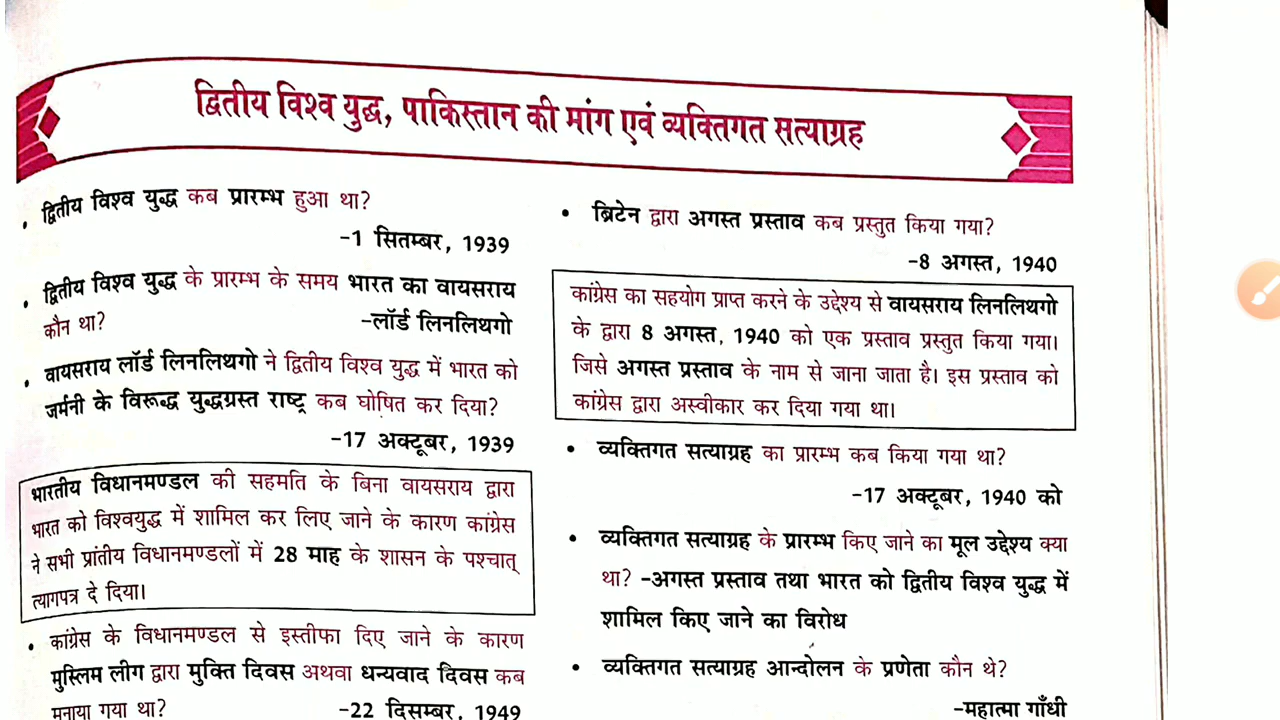 द्वितीय विश्व युद्ध, पाकिस्तान की मांग एवं व्यक्तिगत सत्याग्रह
• द्वितीय विश्व युद्ध कब प्रारम्भ हुआ था?
-1 सितम्बर, 1939
• द्वितीय विश्व युद्ध के प्रारम्भ के समय भारत का वायसराय
कौन था? -लॉर्ड लिनलिथगो
• वायसराय लॉर्ड लिनलिथगो ने द्वितीय विश्व युद्ध में भारत को
जर्मनी के विरूद्ध युद्धग्रस्त राष्ट्र कब घोषित कर दिया?
-17 अक्टूबर, 1939
भारतीय विधानमण्डल की सहमति के बिना वायसराय द्वारा
भारत को विश्वयुद्ध में शामिल कर लिए जाने के कारण कांग्रेस
ने सभी प्रांतीय विधानमण्डलों में 28 माह के शासन के पश्चात्
त्यागपत्र दे दिया।
• कांग्रेस के विधानमण्डल से इस्तीफा दिए जाने के कारण
मुस्लिम लीग द्वारा मुक्ति दिवस अथवा धन्यवाद दिवस कब
मनाया गया था? -22 दिसम्बर, 1949
• ब्रिटेन द्वारा अगस्त प्रस्ताव कब प्रस्तुत किया गया?
-8 अगस्त, 1940
कांग्रेस का सहयोग प्राप्त करने के उद्देश्य से वायसराय लिनलिथगो
के द्वारा 8 अगस्त, 1940 को एक प्रस्ताव प्रस्तुत किया गया।
जिसे अगस्त प्रस्ताव के नाम से जाना जाता है। इस प्रस्ताव को
कांग्रेस द्वारा अस्वीकार कर दिया गया था।
• व्यक्तिगत सत्याग्रह का प्रारम्भ कब किया गया था?
-17 अक्टूबर, 1940 को
• व्यक्तिगत सत्याग्रह के प्रारम्भ किए जाने का मूल उद्देश्य क्या
था? -अगस्त प्रस्ताव तथा भारत को द्वितीय विश्व युद्ध में
शामिल किए जाने का विरोध
• व्यक्तिगत सत्याग्रह आन्दोलन के प्रणेता कौन थे?
-महात्मा गाँधी